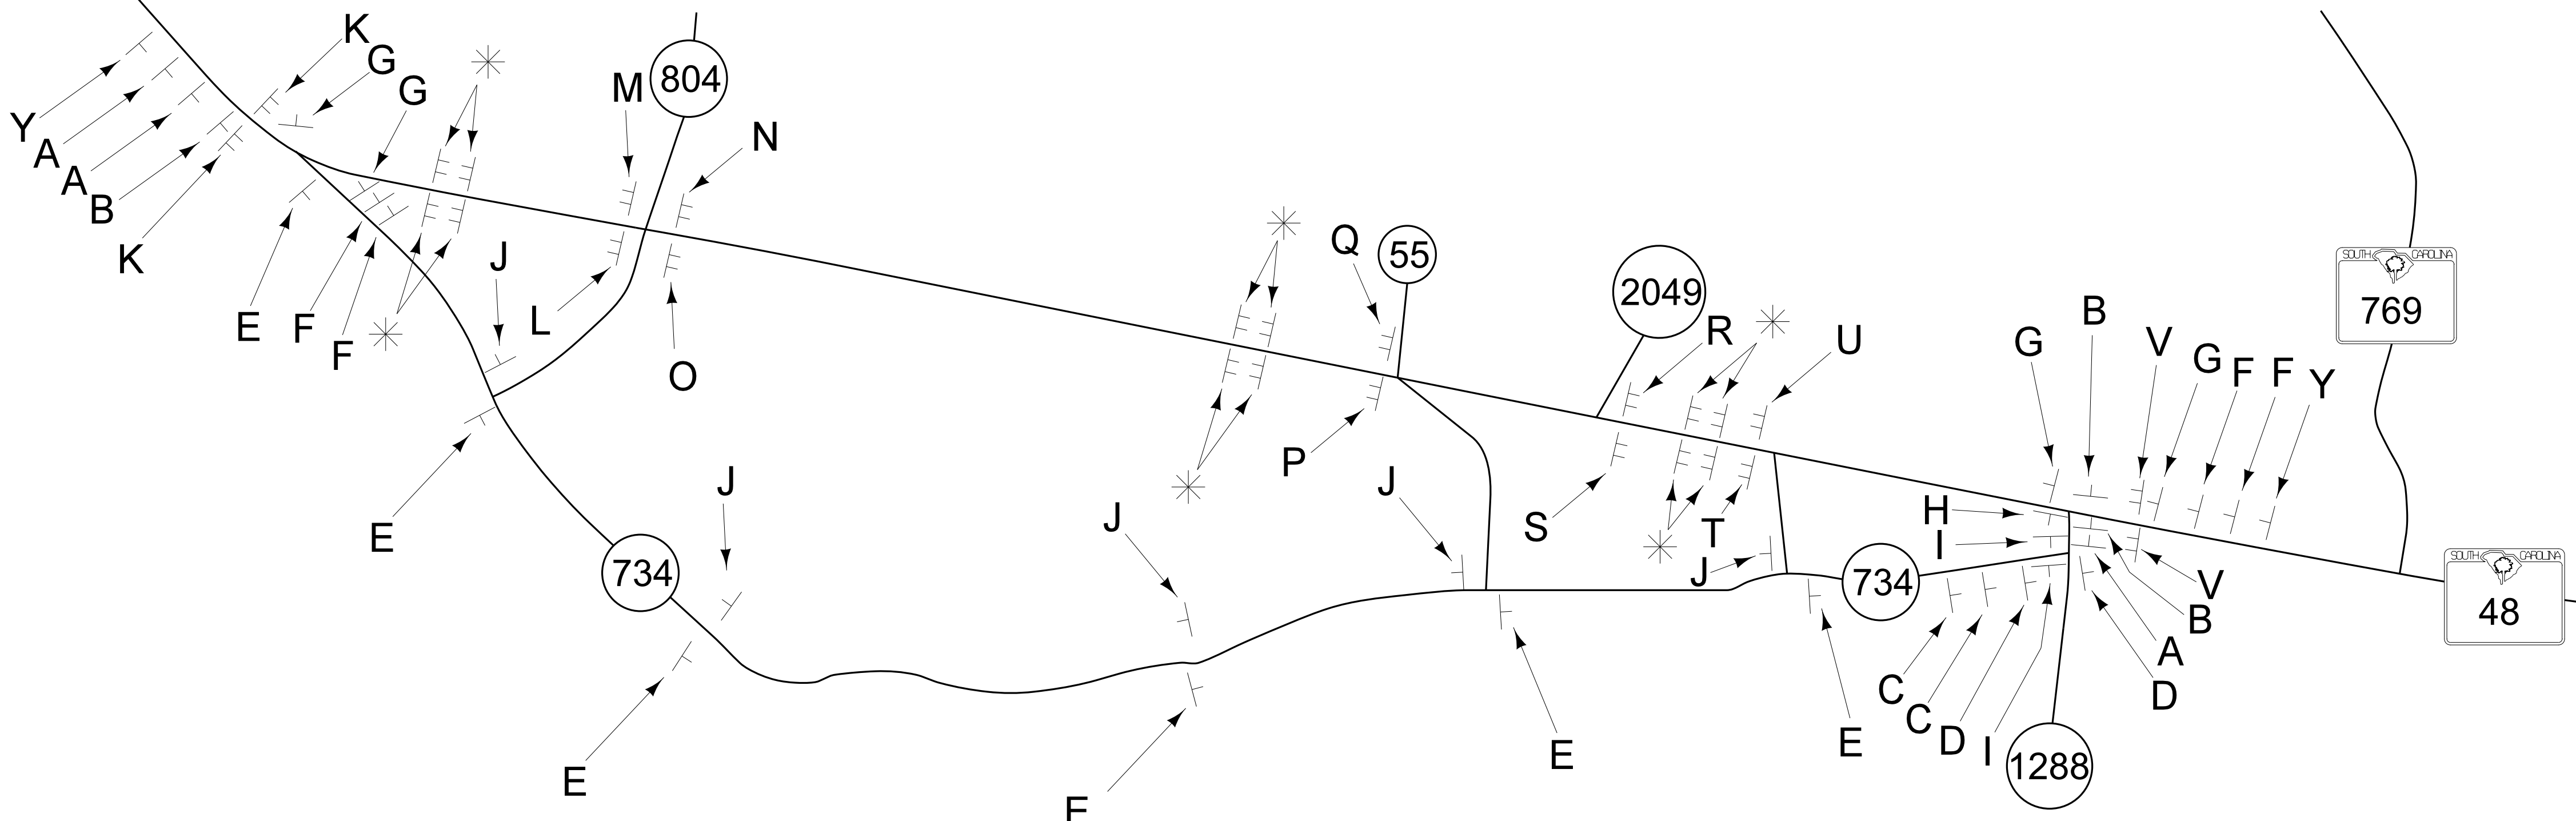 K
G
G
M
804
N
Y
A
A
B
K
E
F
F
J
L
O
Q
55
2049
R
U
SOUTH CAROLINA
769
G
B
V
G
F
F
Y
E
J
734
J
J
P
S
T
J
H
I
734
V
B
A
D
SOUTH CAROLINA
48
E
E
E
E
C
C
D
I
1288